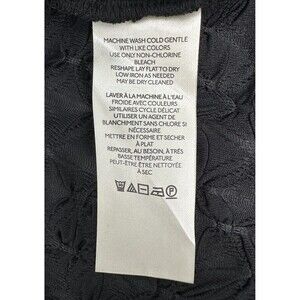 MACHINE WASH COLD GENTLE
WITH LIKE COLORS
USE ONLY NON-CHLORINE
BLEACH
RESHAPE LAY FLAT TO DRY
LOW IRON AS NEEDED
MAY BE DRY CLEANED
LAVER À LA MACHINE À L'EAU
FROIDE AVEC COULEURS
SIMILAIRES CYCLE DÉLICAT
UTILISER UN AGENT DE
BLANCHIMENT SANS CHLORE SI
NÉCESSAIRE
METTRE EN FORME ET SÉCHER
À PLAT
REPASSER, AU BESOIN, À TRÈS
BASSE TEMPÉRATURE
PEUT-ÊTRE ÊTRE NETTOYÉE
À SEC
P